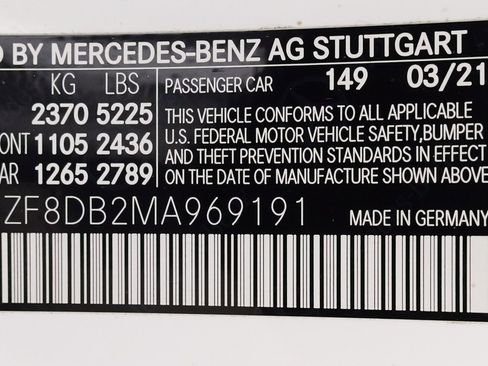 D BY MERCEDES-BENZ AG STUTTGART
KG LBS
PASSENGER CAR 149 03/21
2370 5225
THIS VEHICLE CONFORMS TO ALL APPLICABLE
ONT 1105 2436
U.S. FEDERAL MOTOR VEHICLE SAFETY, BUMPER
AR 1265 2789
AND THEFT PREVENTION STANDARDS IN EFFECT
ON THE DATE OF MANUFACTURE SHOWN ABOVE.
ZF8DB2MA969191 MADE IN GERMANY